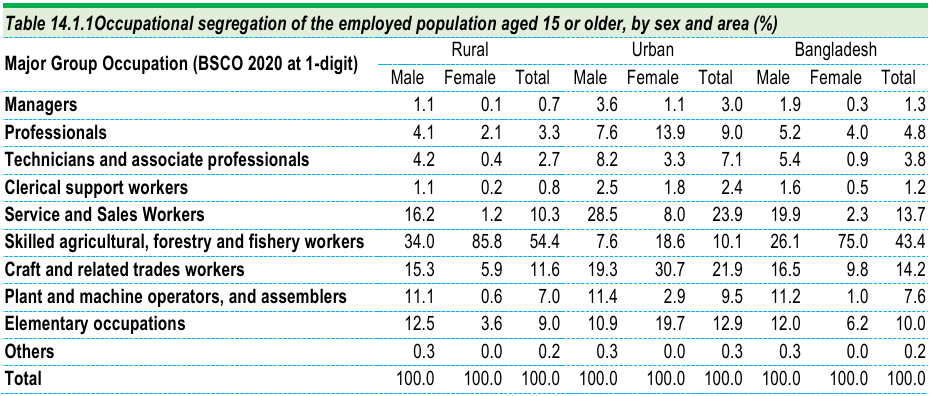 Table 14.1.1Occupational segregation of the employed population aged 15 or older, by sex and area (%)
Major Group Occupation (BSCO 2020 at 1-digit) Rural Urban Bangladesh
Male Female Total Male Female Total Male Female Total
Managers 1.1 0.1 0.7 3.6 1.1 3.0 1.9 0.3 1.3
Professionals 4.1 2.1 3.3 7.6 13.9 9.0 5.2 4.0 4.8
Technicians and associate professionals 4.2 0.4 2.7 8.2 3.3 7.1 5.4 0.9 3.8
Clerical support workers 1.1 0.2 0.8 2.5 1.8 2.4 1.6 0.5 1.2
Service and Sales Workers 16.2 1.2 10.3 28.5 8.0 23.9 19.9 2.3 13.7
Skilled agricultural, forestry and fishery workers 34.0 85.8 54.4 7.6 18.6 10.1 26.1 75.0 43.4
Craft and related trades workers 15.3 5.9 11.6 19.3 30.7 21.9 16.5 9.8 14.2
Plant and machine operators, and assemblers 11.1 0.6 7.0 11.4 2.9 9.5 11.2 1.0 7.6
Elementary occupations 12.5 3.6 9.0 10.9 19.7 12.9 12.0 6.2 10.0
Others 0.3 0.0 0.2 0.3 0.0 0.3 0.3 0.0 0.2
Total 100.0 100.0 100.0 100.0 100.0 100.0 100.0 100.0 100.0